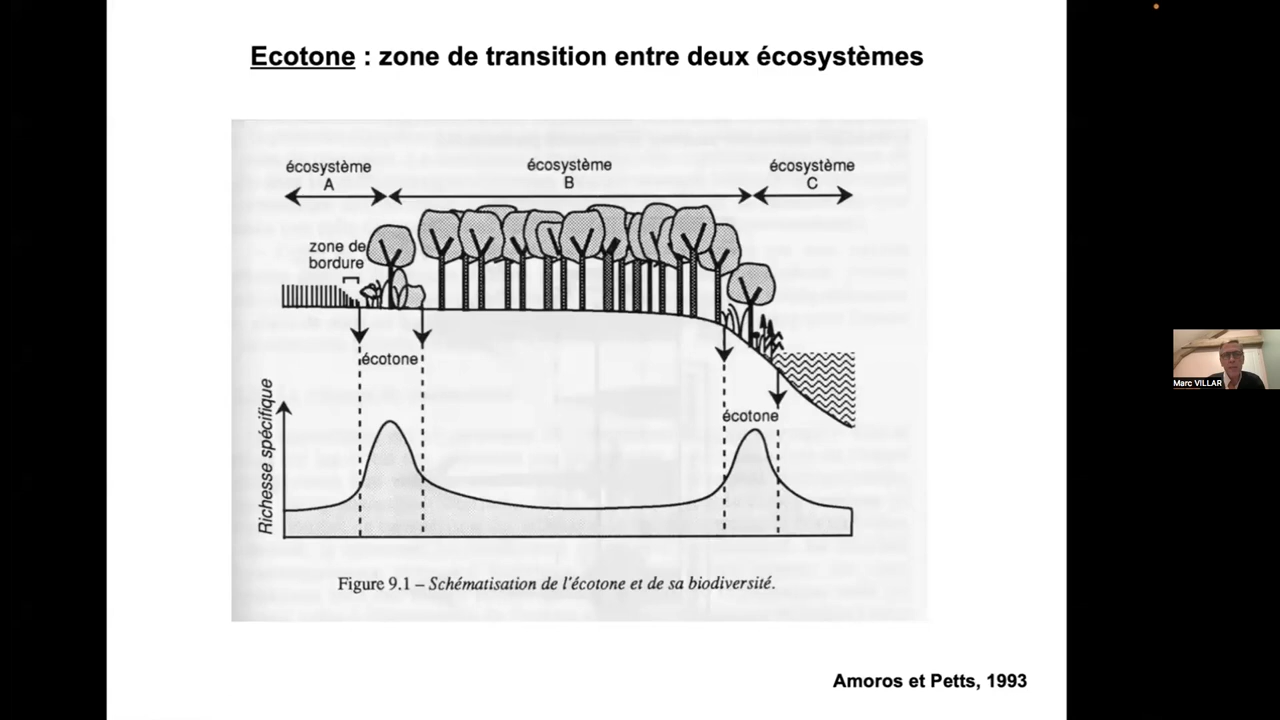 Ecotone : zone de transition entre deux écosystèmes
écosystème
A
écosystème
B
écosystème
C
zone de
bordure
écotone
écotone
Richesse spécifique
Figure 9.1 – Schématisation de l'écotone et de sa biodiversité.
Marc VILLAR
Amoros et Petts, 1993